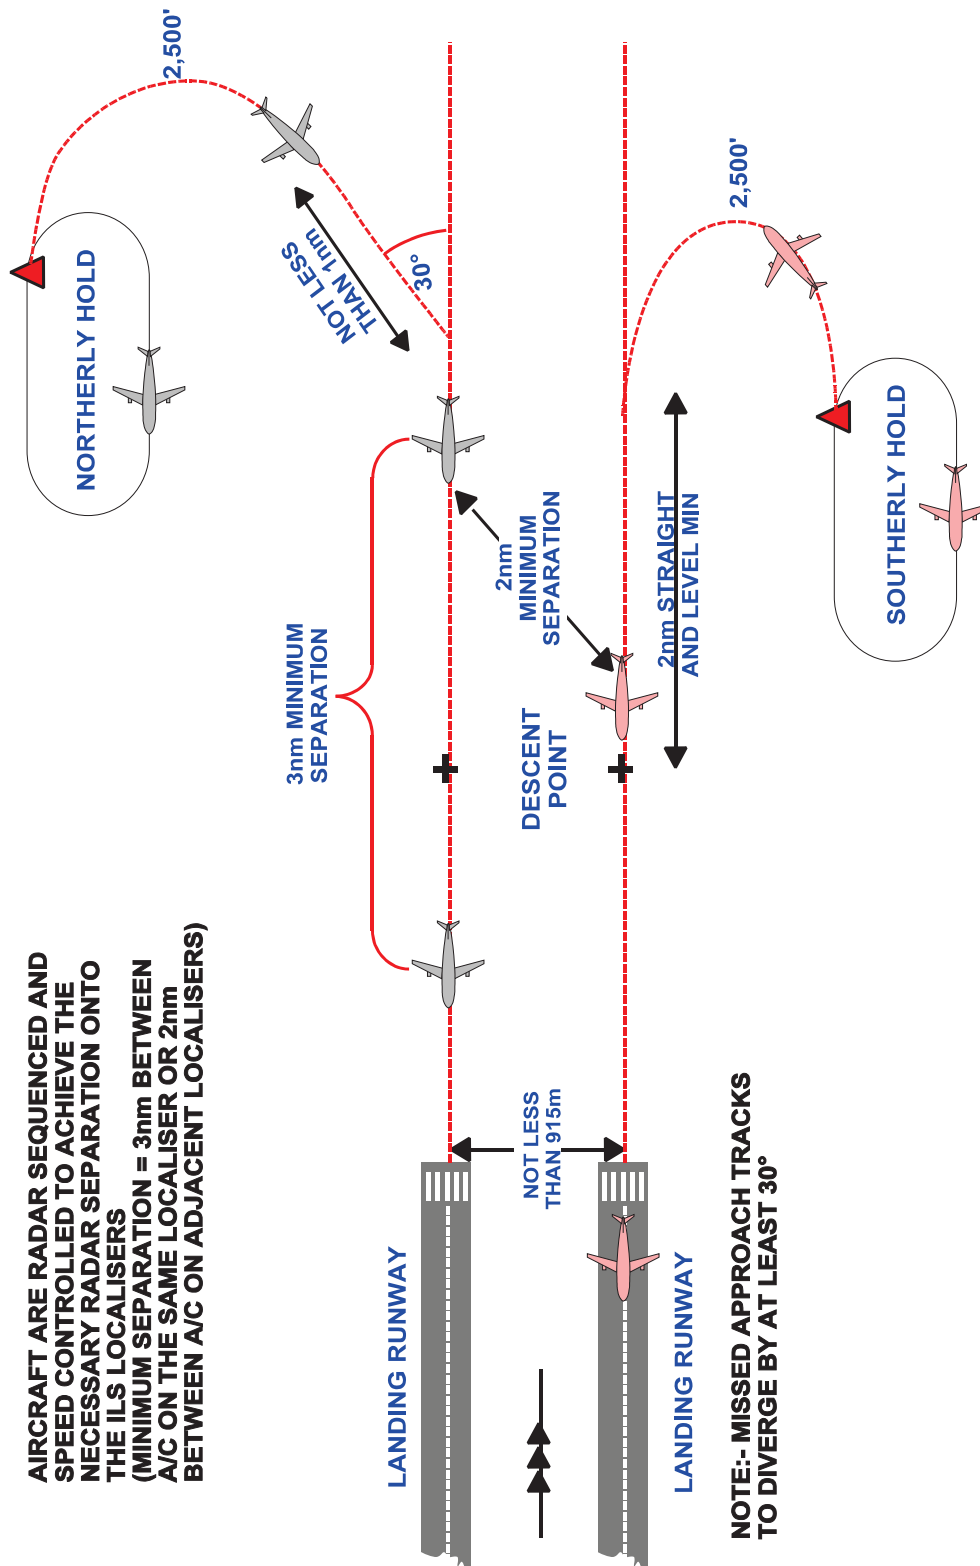 AIRCRAFT ARE RADAR SEQUENCED AND
SPEED CONTROLLED TO ACHIEVE THE
NECESSARY RADAR SEPARATION ONTO
THE ILS LOCALISERS
(MINIMUM SEPARATION = 3nm BETWEEN
A/C ON THE SAME LOCALISER OR 2nm
BETWEEN A/C ON ADJACENT LOCALISERS)
NORTHERLY HOLD
2,500'
NOT LESS
THAN 1nm
30°
3nm MINIMUM
SEPARATION
2nm
MINIMUM
SEPARATION
LANDING RUNWAY
NOT LESS
THAN 915m
DESCENT
POINT
2nm STRAIGHT
AND LEVEL MIN
2,500'
LANDING RUNWAY
SOUTHERLY HOLD
NOTE:- MISSED APPROACH TRACKS
TO DIVERGE BY AT LEAST 30°